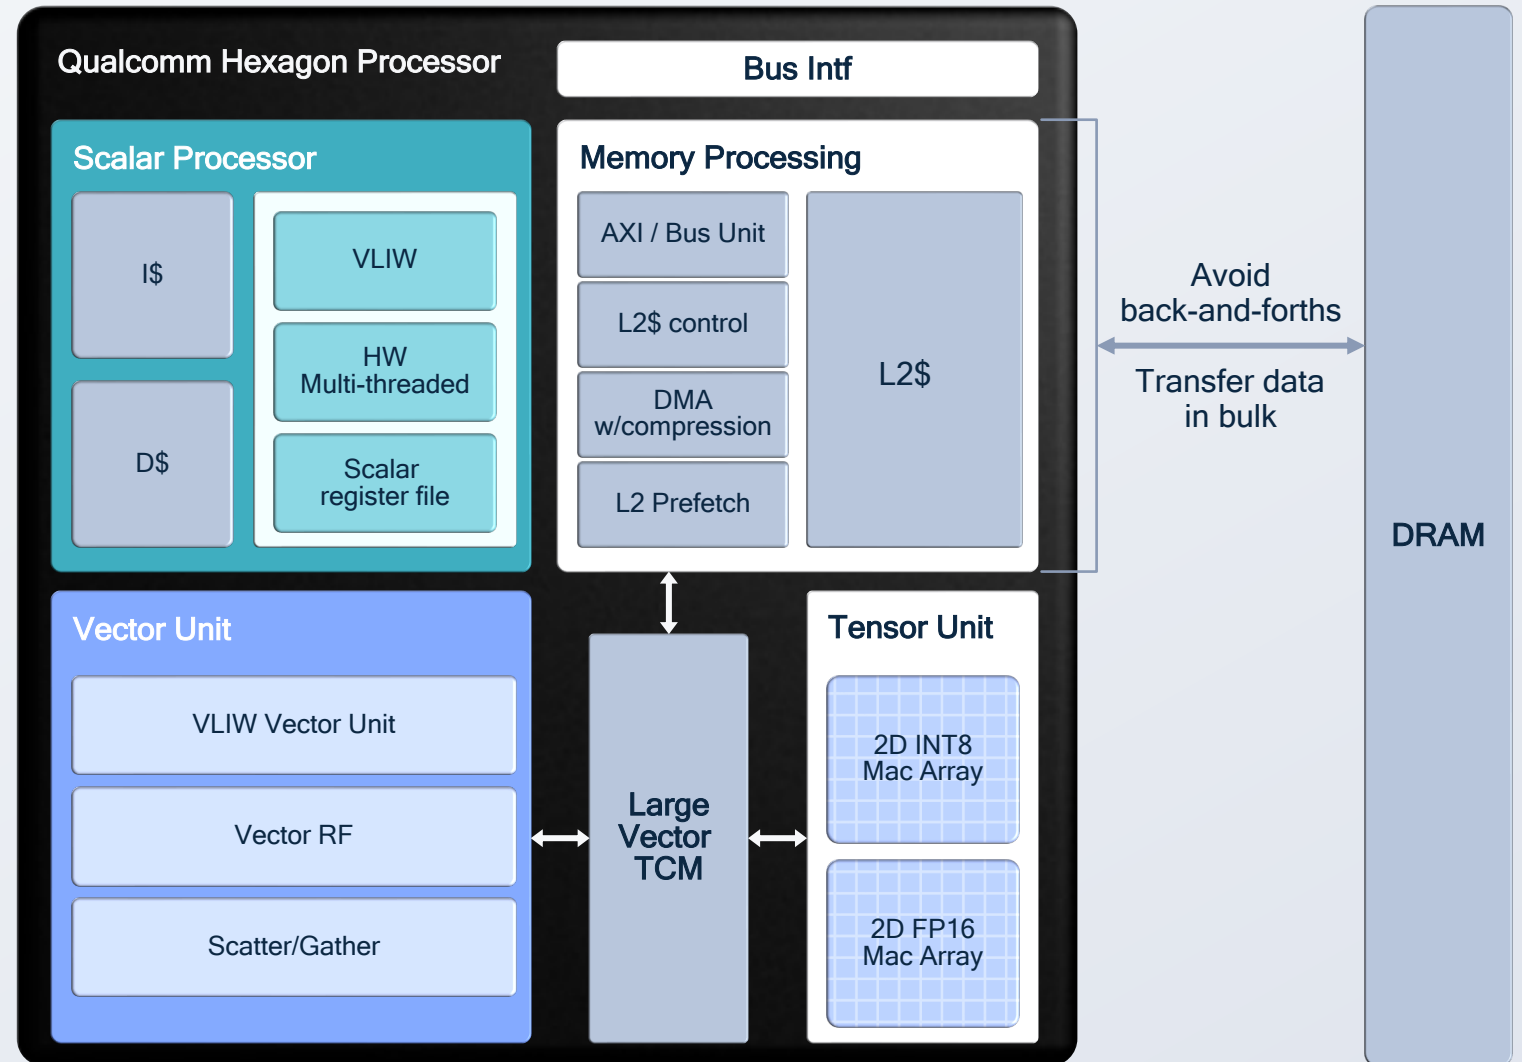 Qualcomm Hexagon Processor
Bus Intf
Scalar Processor
I$
D$
VLIW
HW
Multi-threaded
Scalar
register file
Memory Processing
AXI / Bus Unit
L2$ control
DMA
w/compression
L2 Prefetch
L2$
Avoid
back-and-forths
Transfer data
in bulk
DRAM
Vector Unit
VLIW Vector Unit
Vector RF
Scatter/Gather
Large
Vector
TCM
Tensor Unit
2D INT8
Mac Array
2D FP16
Mac Array